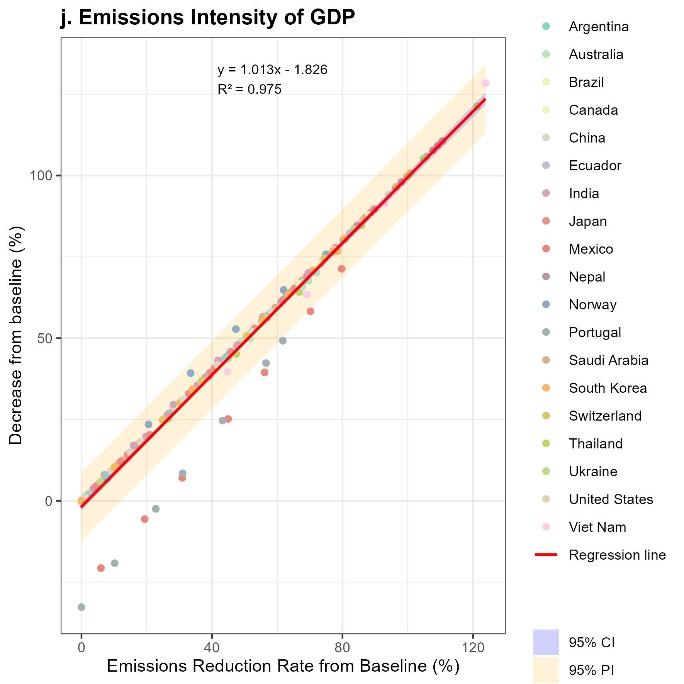 j. Emissions Intensity of GDP
y = 1.013x - 1.826
R² = 0.975
Decrease from baseline (%)
100
50
0
0
40
80
120
Emissions Reduction Rate from Baseline (%)
Argentina
Australia
Brazil
Canada
China
Ecuador
India
Japan
Mexico
Nepal
Norway
Portugal
Saudi Arabia
South Korea
Switzerland
Thailand
Ukraine
United States
Viet Nam
Regression line
95% CI
95% PI